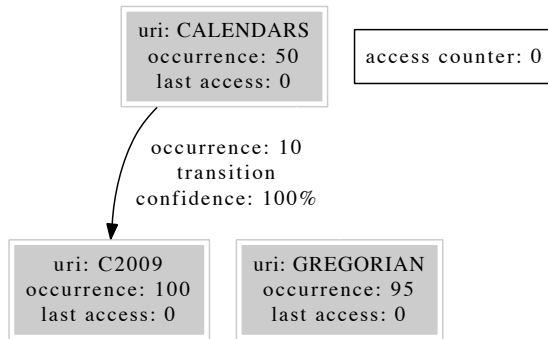 uri: CALENDARS
occurrence: 50
last access: 0
access counter: 0
occurrence: 10
transition
confidence: 100%
uri: C2009
occurrence: 100
last access: 0
uri: GREGORIAN
occurrence: 95
last access: 0